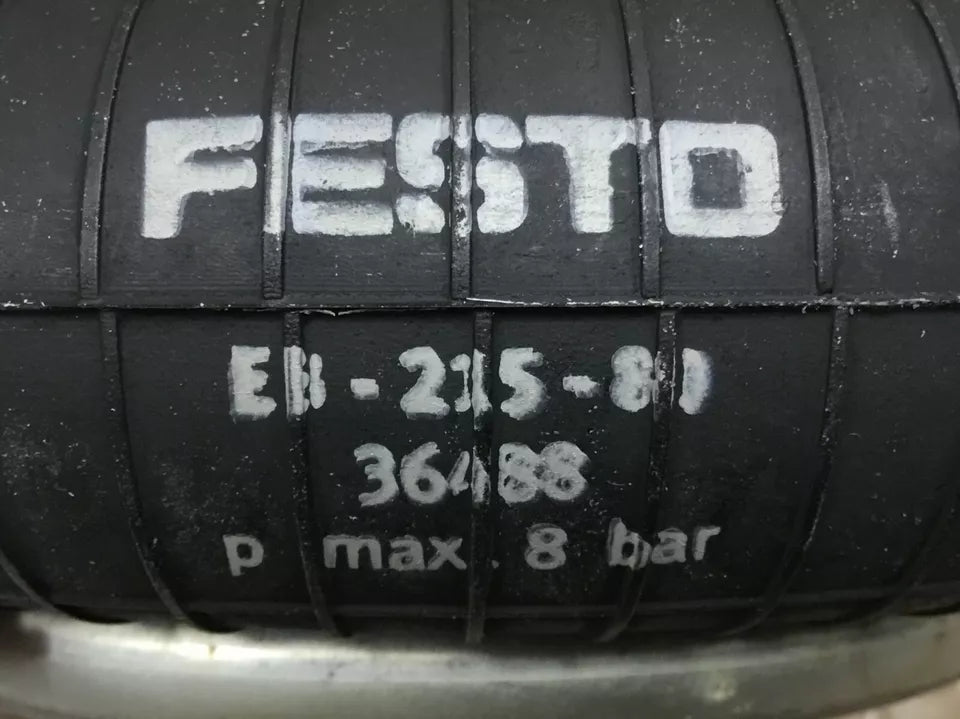 FESTO
EB-215-80
36488
p max. 8 bar